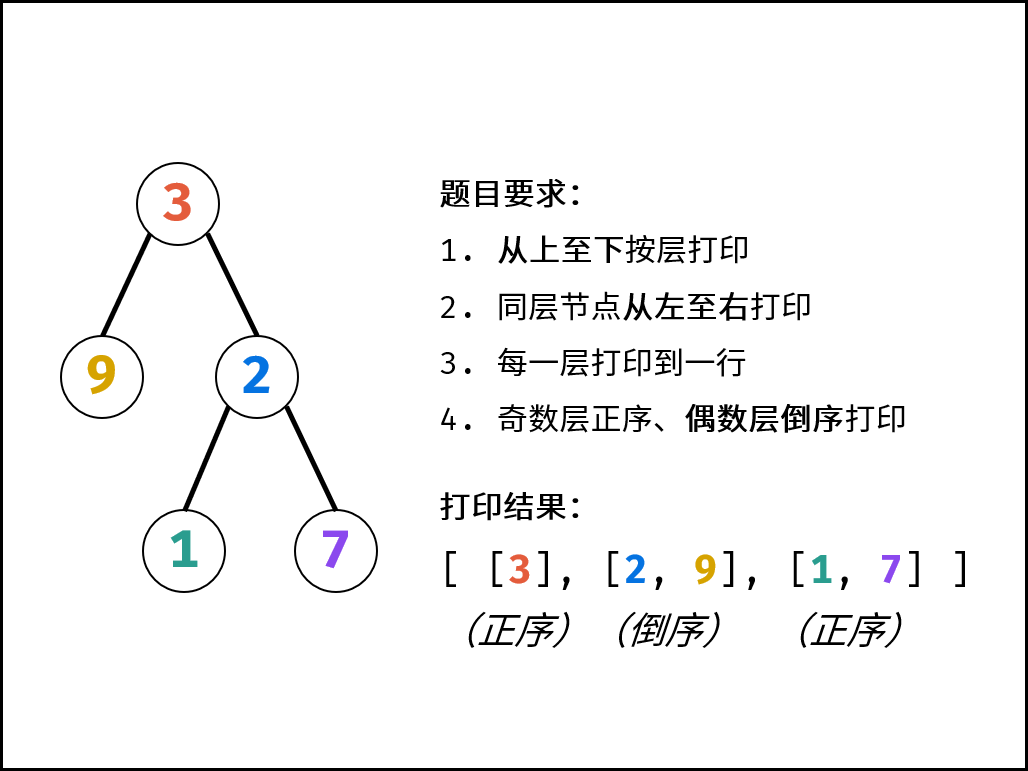 3
9
2
1
7
题目要求：
1. 从上至下按层打印
2. 同层节点从左至右打印
3. 每一层打印到一行
4. 奇数层正序、偶数层倒序打印
打印结果：
[ [3], [2, 9], [1, 7] ]
（正序）（倒序）（正序）